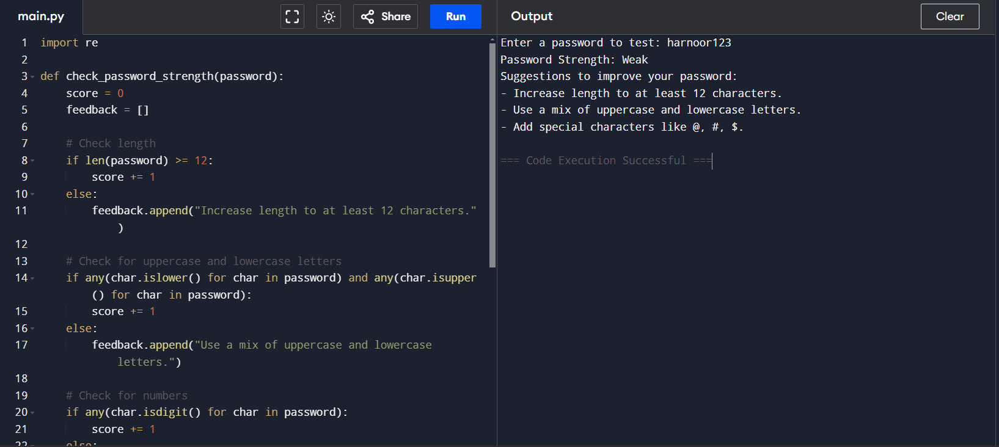 main.py
Share
Run
Output
Clear
1 import re
2
3 def check_password_strength(password):
4 score = 0
5 feedback = []
6
7 # Check length
8 if len(password) >= 12:
9 score += 1
10 else:
11 feedback.append("Increase length to at least 12 characters."
)
12
13 # Check for uppercase and lowercase letters
14 if any(char.islower() for char in password) and any(char.isupper
() for char in password):
15 score += 1
16 else:
17 feedback.append("Use a mix of uppercase and lowercase
letters.")
18
19 # Check for numbers
20 if any(char.isdigit() for char in password):
21 score += 1
22 else:
Enter a password to test: harnoor123
Password Strength: Weak
Suggestions to improve your password:
- Increase length to at least 12 characters.
- Use a mix of uppercase and lowercase letters.
- Add special characters like @, #, $.
=== Code Execution Successful ===